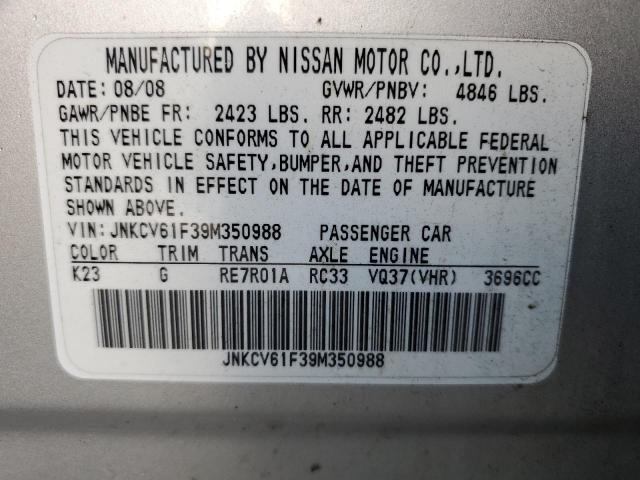 MANUFACTURED BY NISSAN MOTOR CO.,LTD.
DATE: 08/08 GVWR/PNBV: 4846 LBS.
GAWR/PNBE FR: 2423 LBS. RR: 2482 LBS.
THIS VEHICLE CONFORMS TO ALL APPLICABLE FEDERAL
MOTOR VEHICLE SAFETY,BUMPER,AND THEFT PREVENTION
STANDARDS IN EFFECT ON THE DATE OF MANUFACTURE
SHOWN ABOVE.
VIN: JNKCV61F39M350988 PASSENGER CAR
COLOR TRIM TRANS AXLE ENGINE
K23 G RE7R01A RC33 VQ37(VHR) 3696CC
JNKCV61F39M350988